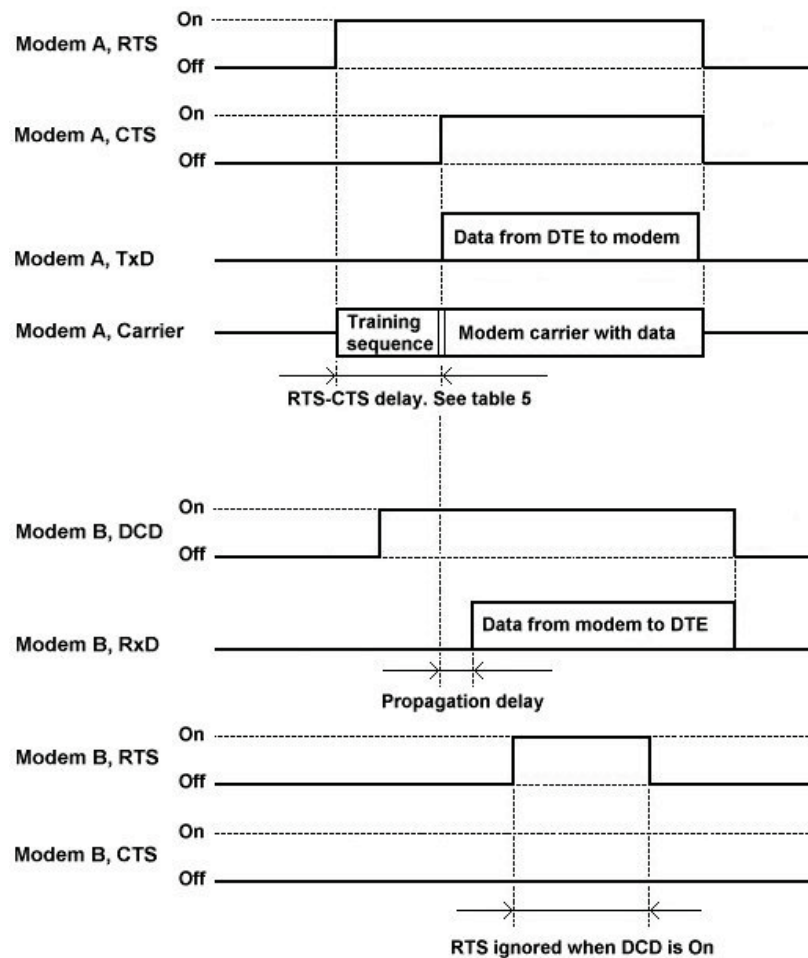 On
Modem A, RTS
Off
On
Modem A, CTS
Off
Data from DTE to modem
Modem A, TxD
Modem A, Carrier
Training
sequence
Modem carrier with data
RTS-CTS delay. See table 5
On
Modem B, DCD
Off
Data from modem to DTE
Modem B, RxD
Propagation delay
On
Modem B, RTS
Off
On
Modem B, CTS
Off
RTS ignored when DCD is On